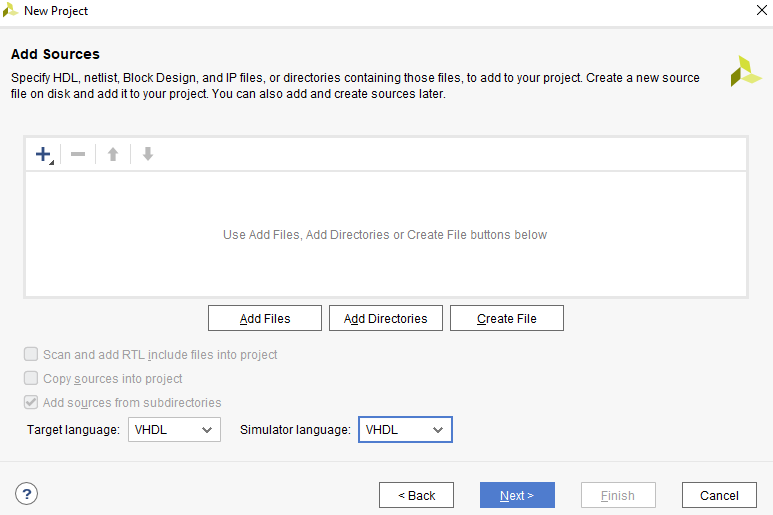 New Project
Add Sources
Specify HDL, netlist, Block Design, and IP files, or directories containing those files, to add to your project. Create a new source
file on disk and add it to your project. You can also add and create sources later.
Use Add Files, Add Directories or Create File buttons below
Add Files
Add Directories
Create File
Scan and add RTL include files into project
Copy sources into project
Add sources from subdirectories
Target language: VHDL Simulator language: VHDL
? < Back Next > Finish Cancel